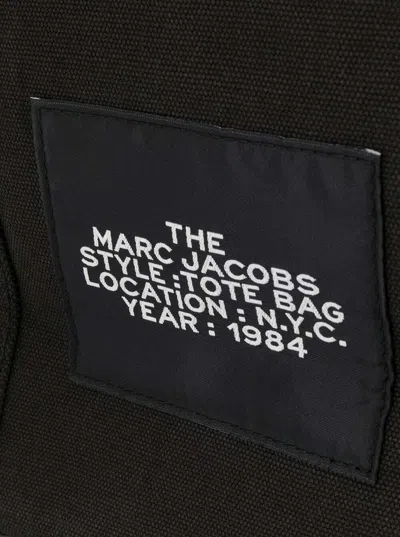 THE
MARC JACOBS
STYLE : TOTE BAG
LOCATION : N.Y.C.
YEAR : 1984